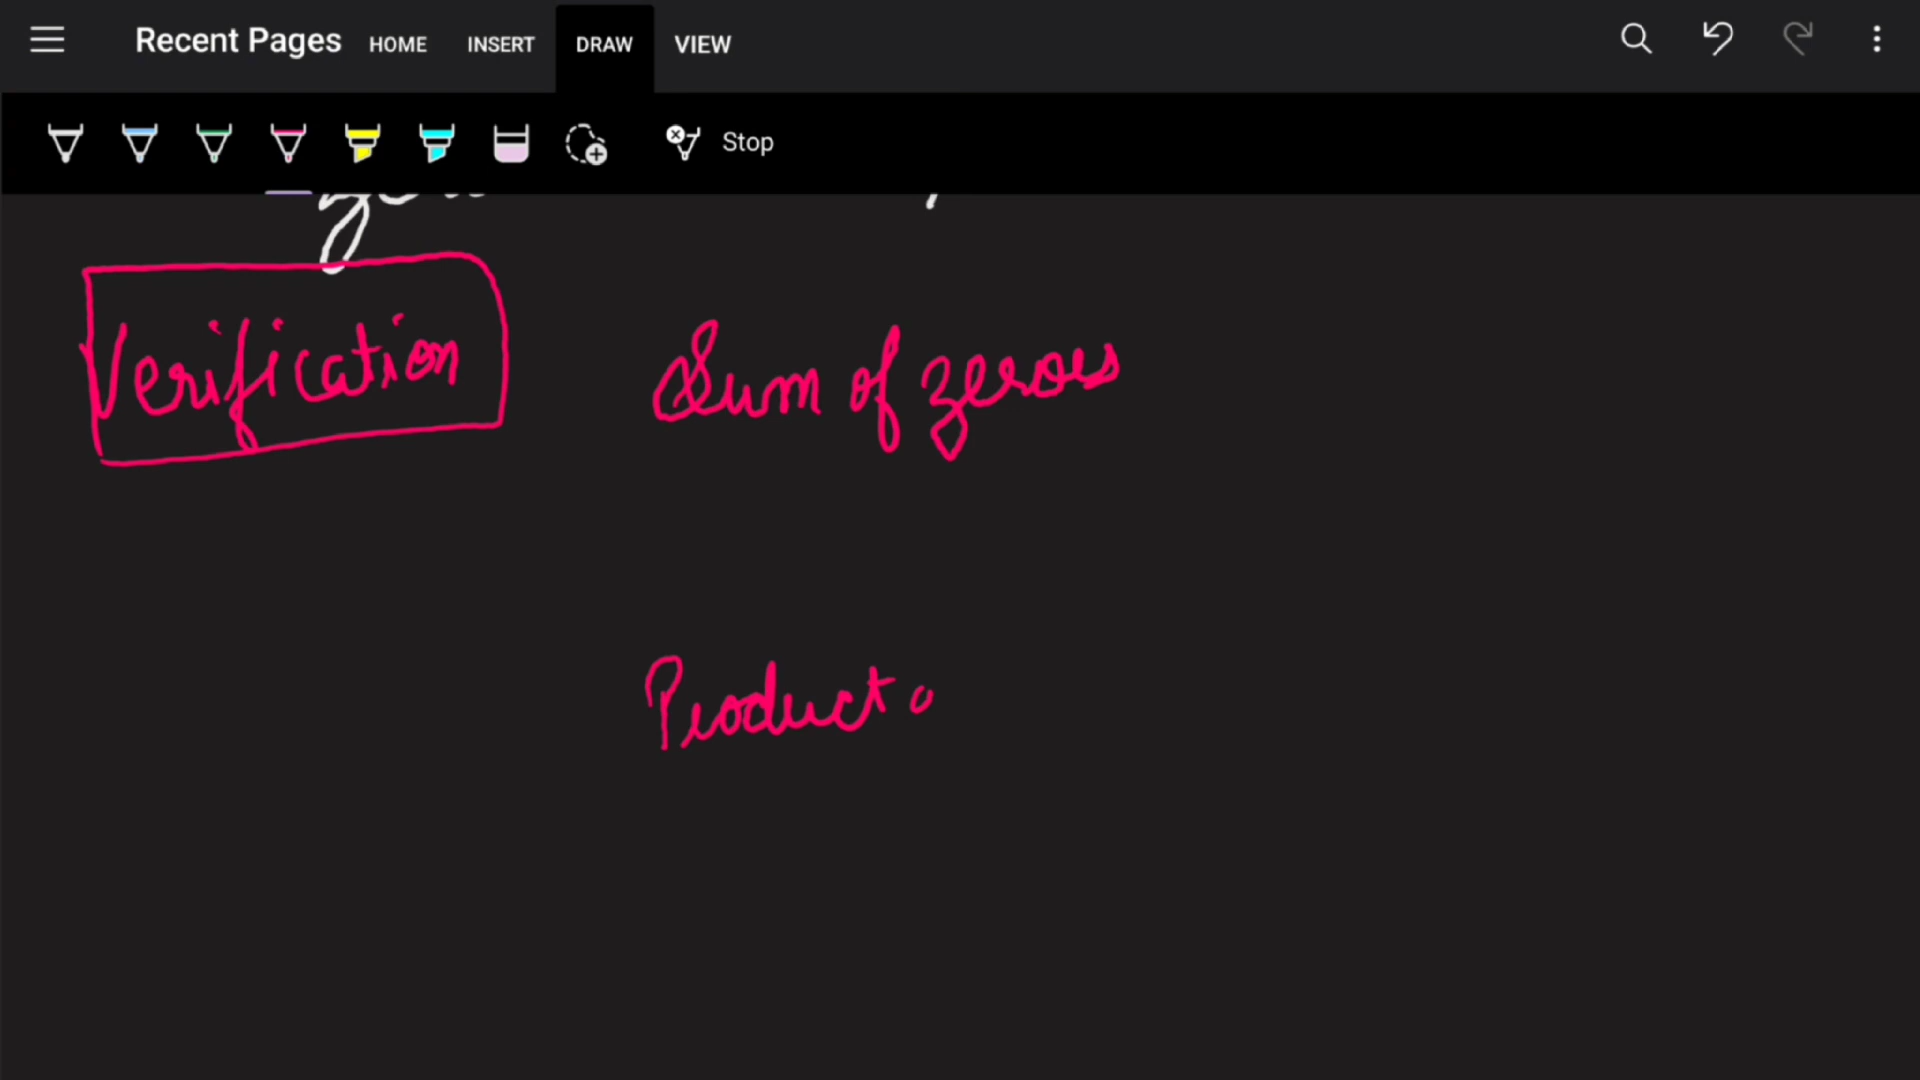 Recent Pages HOME INSERT DRAW VIEW
Stop
Verification
Sum of zeroes
Product o